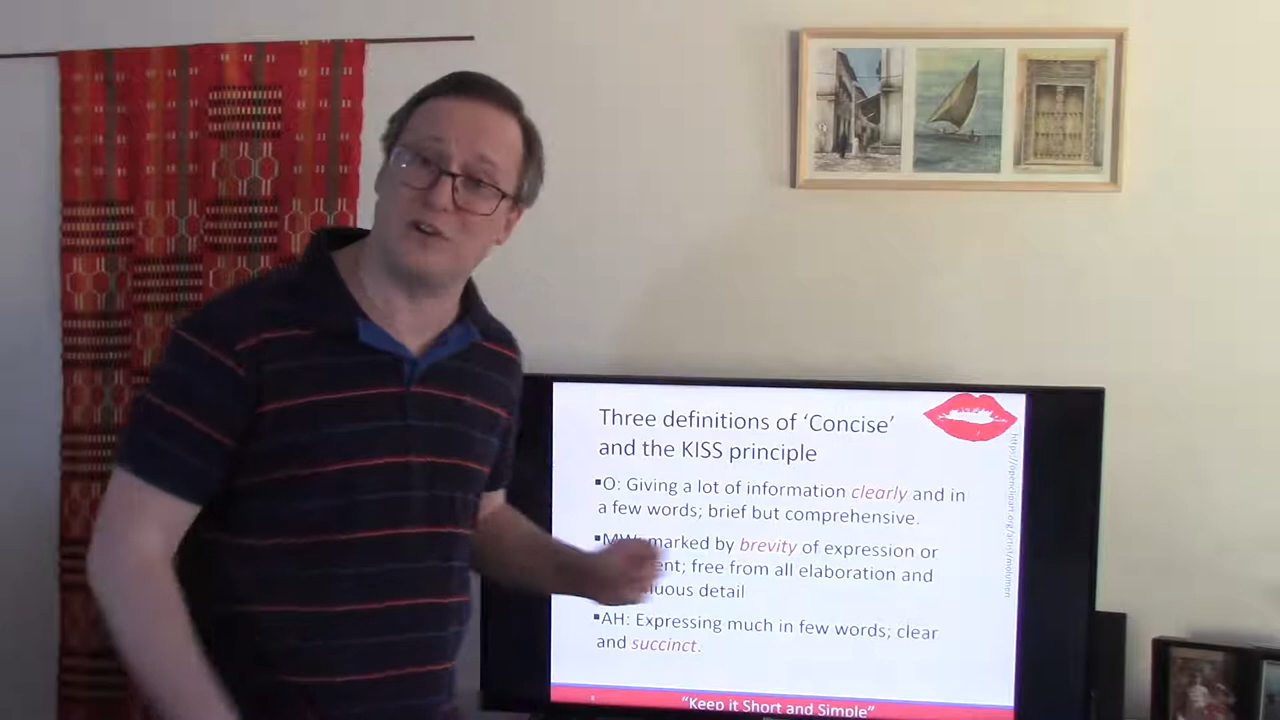 Three definitions of ‘Concise’
and the KISS principle
▪O: Giving a lot of information clearly and in
a few words; brief but comprehensive.
▪MW: marked by brevity of expression or
free from all elaboration and
detail
▪AH: Expressing much in few words; clear
and succinct.
“Keep it Short and Simple”